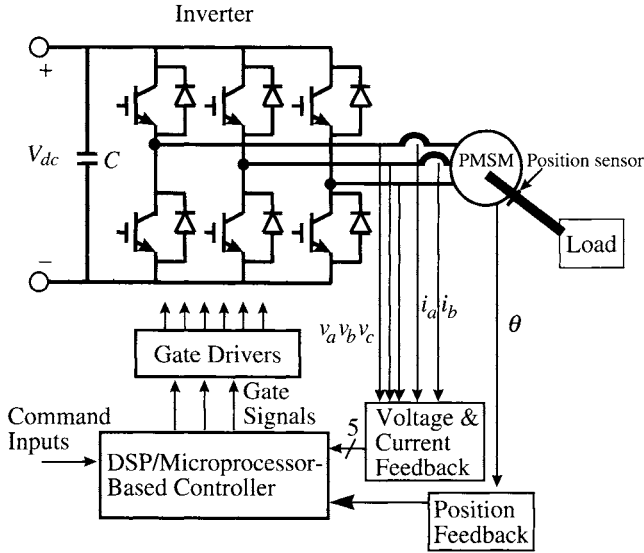 Inverter
+
V_dc
C
−
PMSM
Position sensor
Load
v_a v_b v_c
i_a i_b
θ
Gate Drivers
Gate
Signals
Command
Inputs
5
Voltage &
Current
Feedback
DSP/Microprocessor-
Based Controller
Position
Feedback